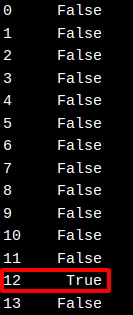 0 False
1 False
2 False
3 False
4 False
5 False
6 False
7 False
8 False
9 False
10 False
11 False
12 True
13 False